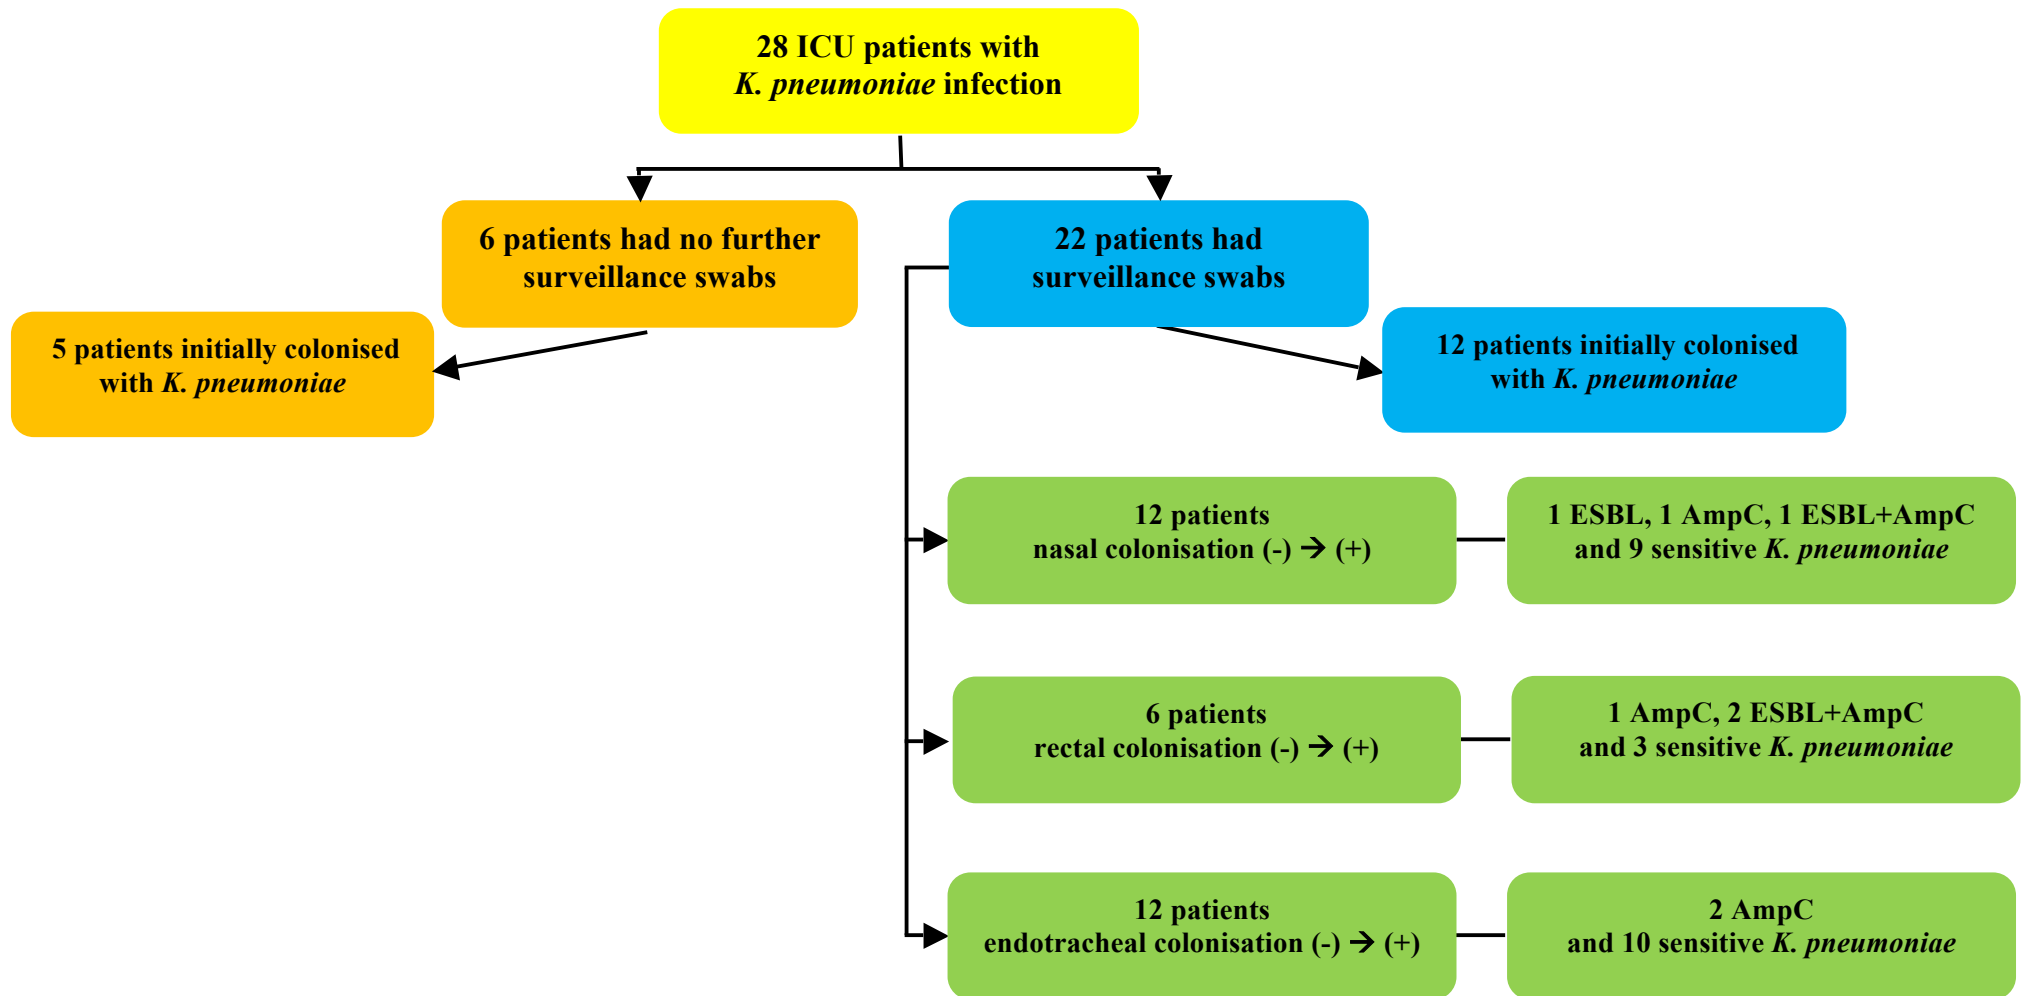 28 ICU patients with
K. pneumoniae infection
6 patients had no further
surveillance swabs
22 patients had
surveillance swabs
5 patients initially colonised
with K. pneumoniae
12 patients initially colonised
with K. pneumoniae
12 patients
nasal colonisation (-) → (+)
1 ESBL, 1 AmpC, 1 ESBL+AmpC
and 9 sensitive K. pneumoniae
6 patients
rectal colonisation (-) → (+)
1 AmpC, 2 ESBL+AmpC
and 3 sensitive K. pneumoniae
12 patients
endotracheal colonisation (-) → (+)
2 AmpC
and 10 sensitive K. pneumoniae